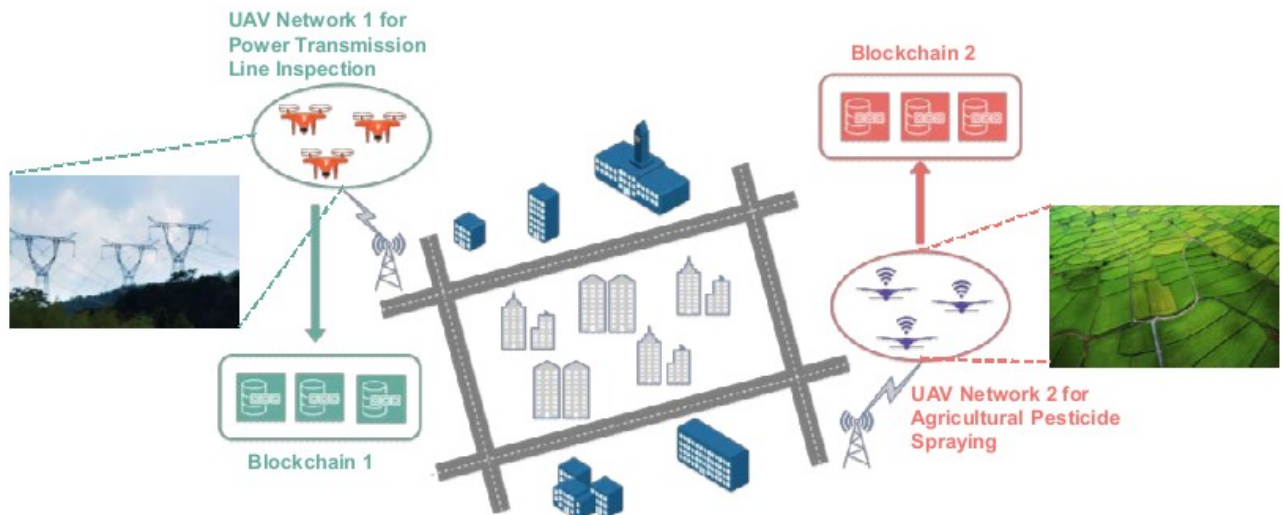 UAV Network 1 for
Power Transmission
Line Inspection
Blockchain 2
Blockchain 1
UAV Network 2 for
Agricultural Pesticide
Spraying